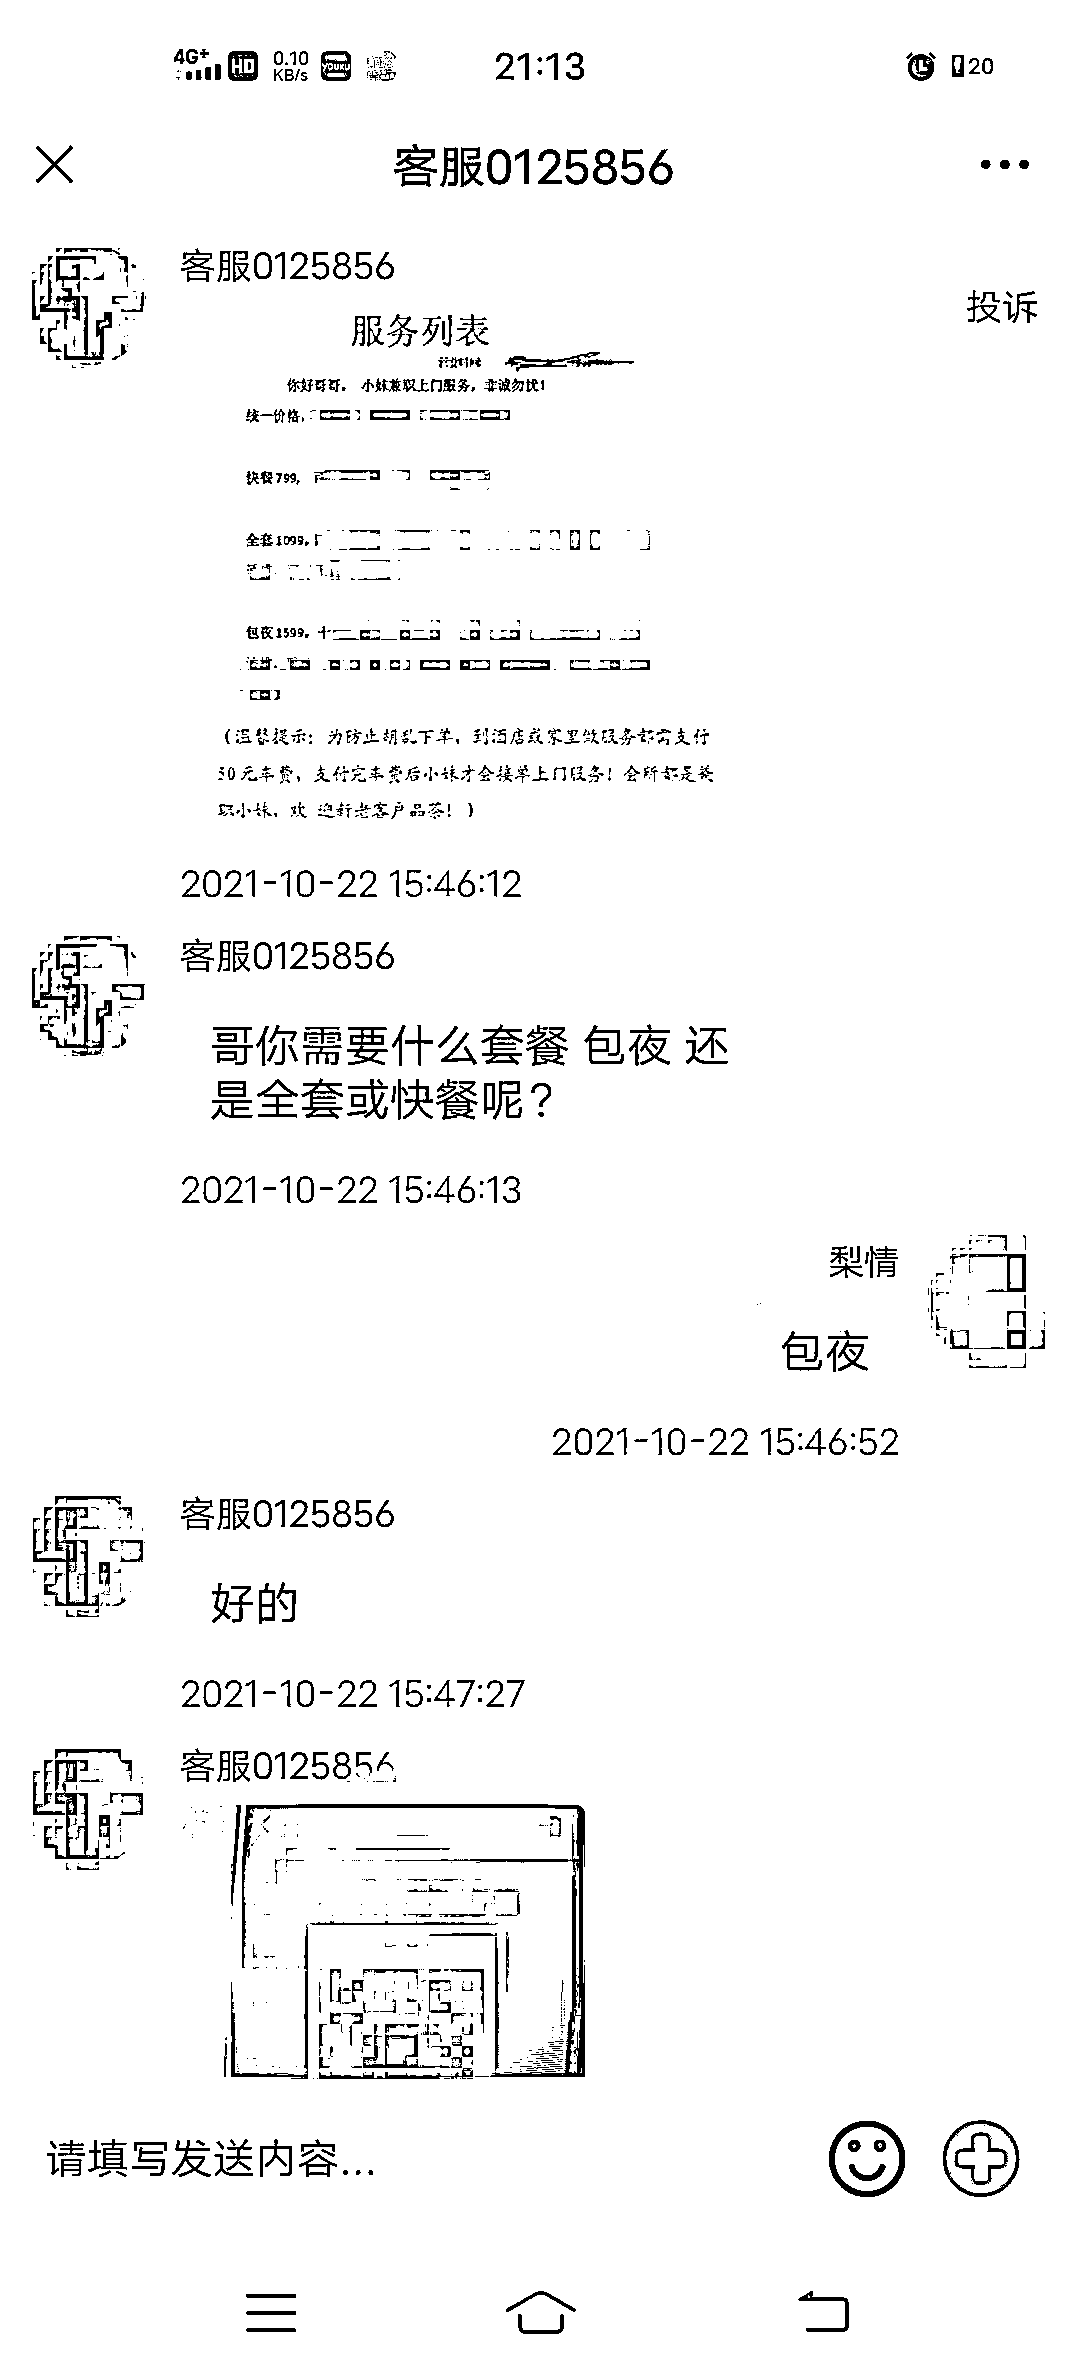 4G+ HD 0.10 KB/s YOUKU 21:13 20
客服0125856
客服0125856
投诉
服务列表
你好哥哥，小妹兼职上门服务，非诚勿扰！
统一价格，
快餐799，
全套1099，
包夜1599，
（温馨提示：为防止胡乱下单，到酒店或家里做服务都需支付
50元车费，支付完车费后小妹才会接单上门服务！会所都是兼
职小妹，欢 迎新老客户品茶！）
2021-10-22 15:46:12
客服0125856
哥你需要什么套餐 包夜 还
是全套或快餐呢？
2021-10-22 15:46:13
梨情
包夜
2021-10-22 15:46:52
客服0125856
好的
2021-10-22 15:47:27
客服0125856
请填写发送内容...